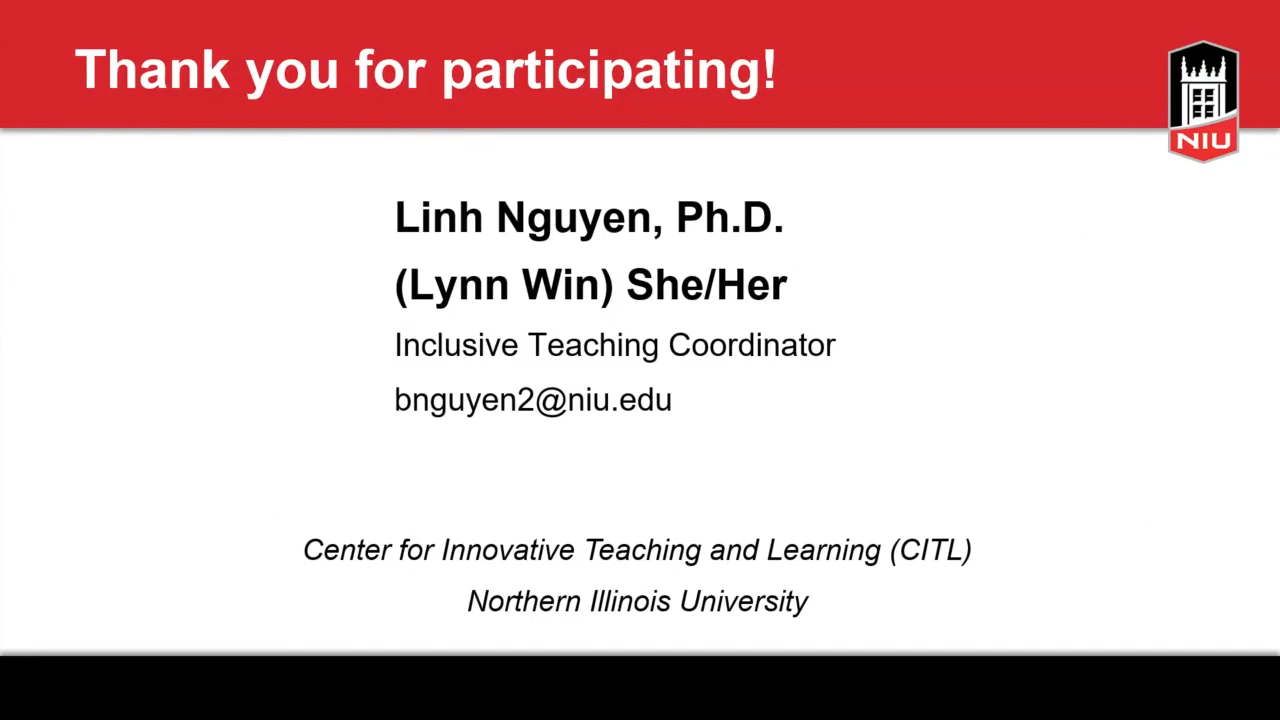 Thank you for participating!
NIU
Linh Nguyen, Ph.D.
(Lynn Win) She/Her
Inclusive Teaching Coordinator
bnguyen2@niu.edu
Center for Innovative Teaching and Learning (CITL)
Northern Illinois University